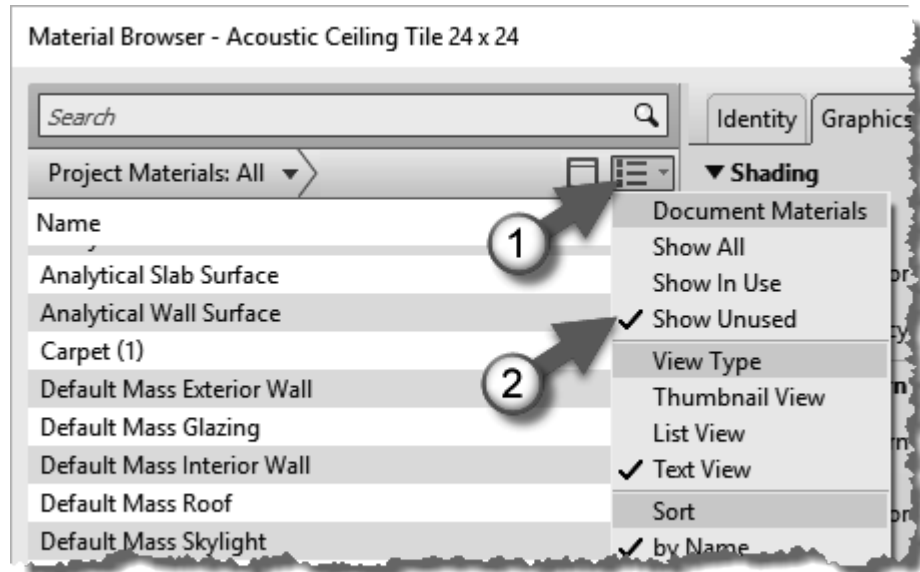 Material Browser - Acoustic Ceiling Tile 24 x 24
Search
Identity
Graphics
Project Materials: All
Shading
Name
Analytical Slab Surface
Analytical Wall Surface
Carpet (1)
Default Mass Exterior Wall
Default Mass Glazing
Default Mass Interior Wall
Default Mass Roof
Default Mass Skylight
1
2
Document Materials
Show All
Show In Use
Show Unused
View Type
Thumbnail View
List View
Text View
Sort
by Name